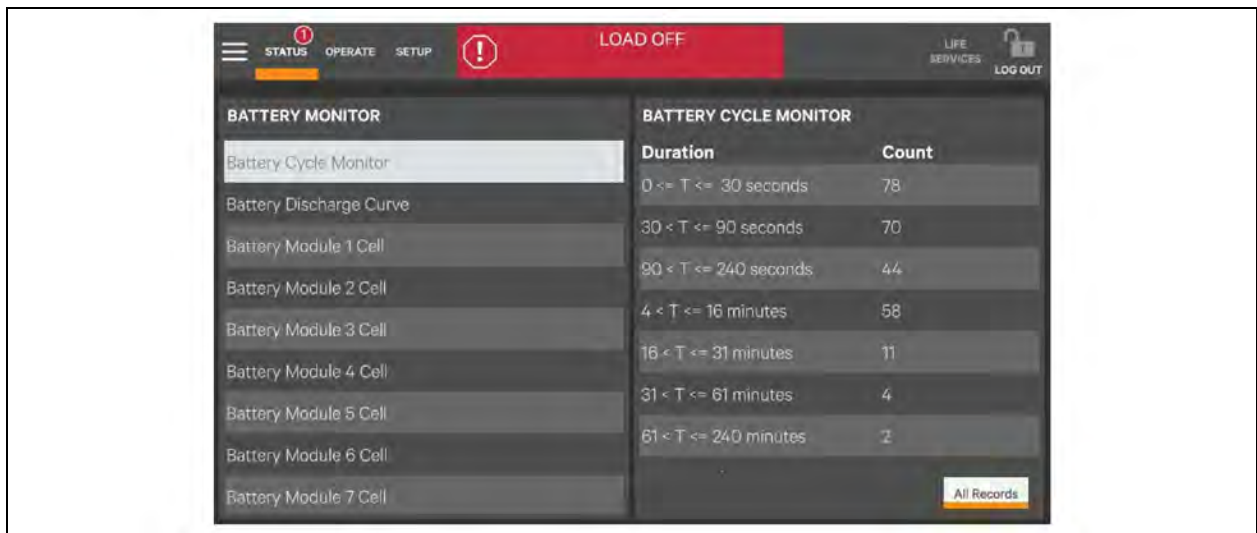 1
STATUS OPERATE SETUP
!
LOAD OFF
LIFE
SERVICES
LOG OUT
BATTERY MONITOR
Battery Cycle Monitor
Battery Discharge Curve
Battery Module 1 Cell
Battery Module 2 Cell
Battery Module 3 Cell
Battery Module 4 Cell
Battery Module 5 Cell
Battery Module 6 Cell
Battery Module 7 Cell
BATTERY CYCLE MONITOR
Duration Count
0 <= T <= 30 seconds 78
30 < T <= 90 seconds 70
90 < T <= 240 seconds 44
4 < T <= 16 minutes 58
16 < T <= 31 minutes 11
31 < T <= 61 minutes 4
61 < T <= 240 minutes 2
All Records